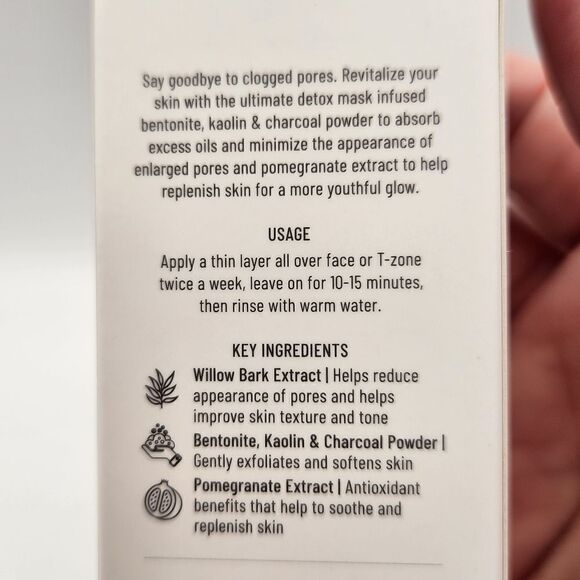 Say goodbye to clogged pores. Revitalize your
skin with the ultimate detox mask infused
bentonite, kaolin & charcoal powder to absorb
excess oils and minimize the appearance of
enlarged pores and pomegranate extract to help
replenish skin for a more youthful glow.
USAGE
Apply a thin layer all over face or T-zone
twice a week, leave on for 10-15 minutes,
then rinse with warm water.
KEY INGREDIENTS
Willow Bark Extract | Helps reduce
appearance of pores and helps
improve skin texture and tone
Bentonite, Kaolin & Charcoal Powder |
Gently exfoliates and softens skin
Pomegranate Extract | Antioxidant
benefits that help to soothe and
replenish skin